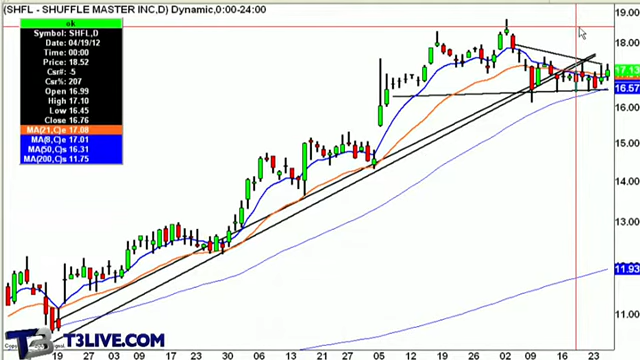 (SHFL - SHUFFLE MASTER INC,D) Dynamic,0:00-24:00
ok
Symbol: SHFL,D
Date: 04/19/12
Time: 00:00
Price: 18.52
Csr#: -5
Csr%: 207
Open 16.99
High 17.10
Low 16.45
Close 16.76
MA(21,C)e 17.08
MA(8,C)e 17.01
MA(50,C)s 16.31
MA(200,C)s 11.75
19.00
18.00
17.13
16.57
15.00
14.00
13.00
12.00
11.93
11.00
T3 T3LIVE.COM
19 27 03 09 17 23 30 06 13 21 27 05 12 19 26 02 09 16 23